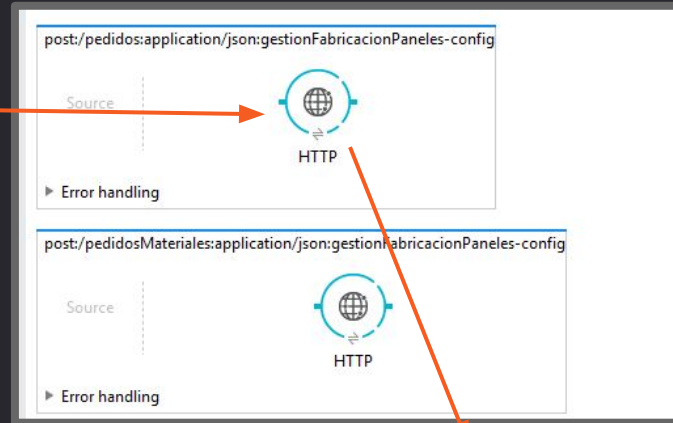 post:/pedidos:application/json:gestionFabricacionPaneles-config
Source
HTTP
Error handling
post:/pedidosMateriales:application/json:gestionFabricacionPaneles-config
Source
HTTP
Error handling